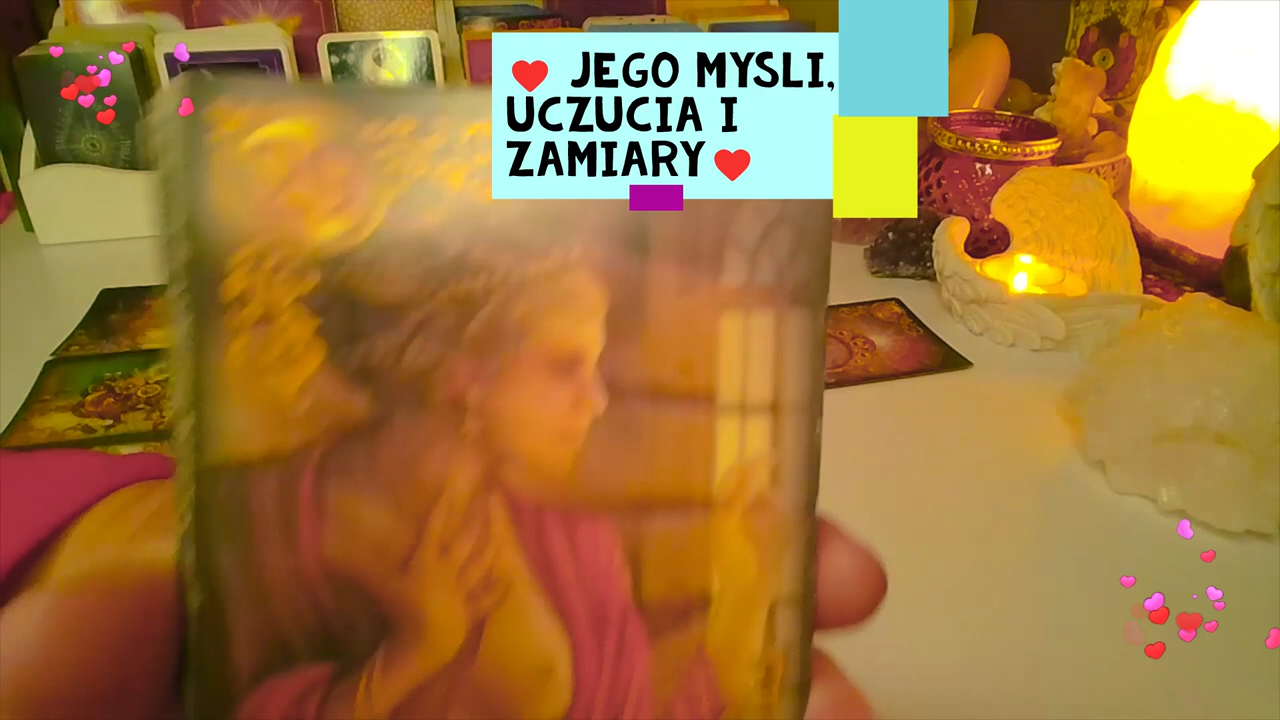 ❤️ JEGO MYSLI,
UCZUCIA I
ZAMIARY ❤️